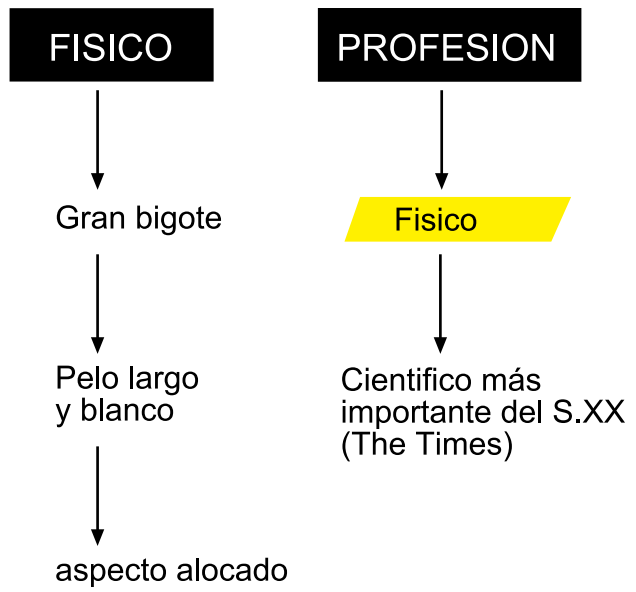 FISICO
Gran bigote
Pelo largo
y blanco
aspecto alocado
PROFESION
Fisico
Cientifico más
importante del S.XX
(The Times)